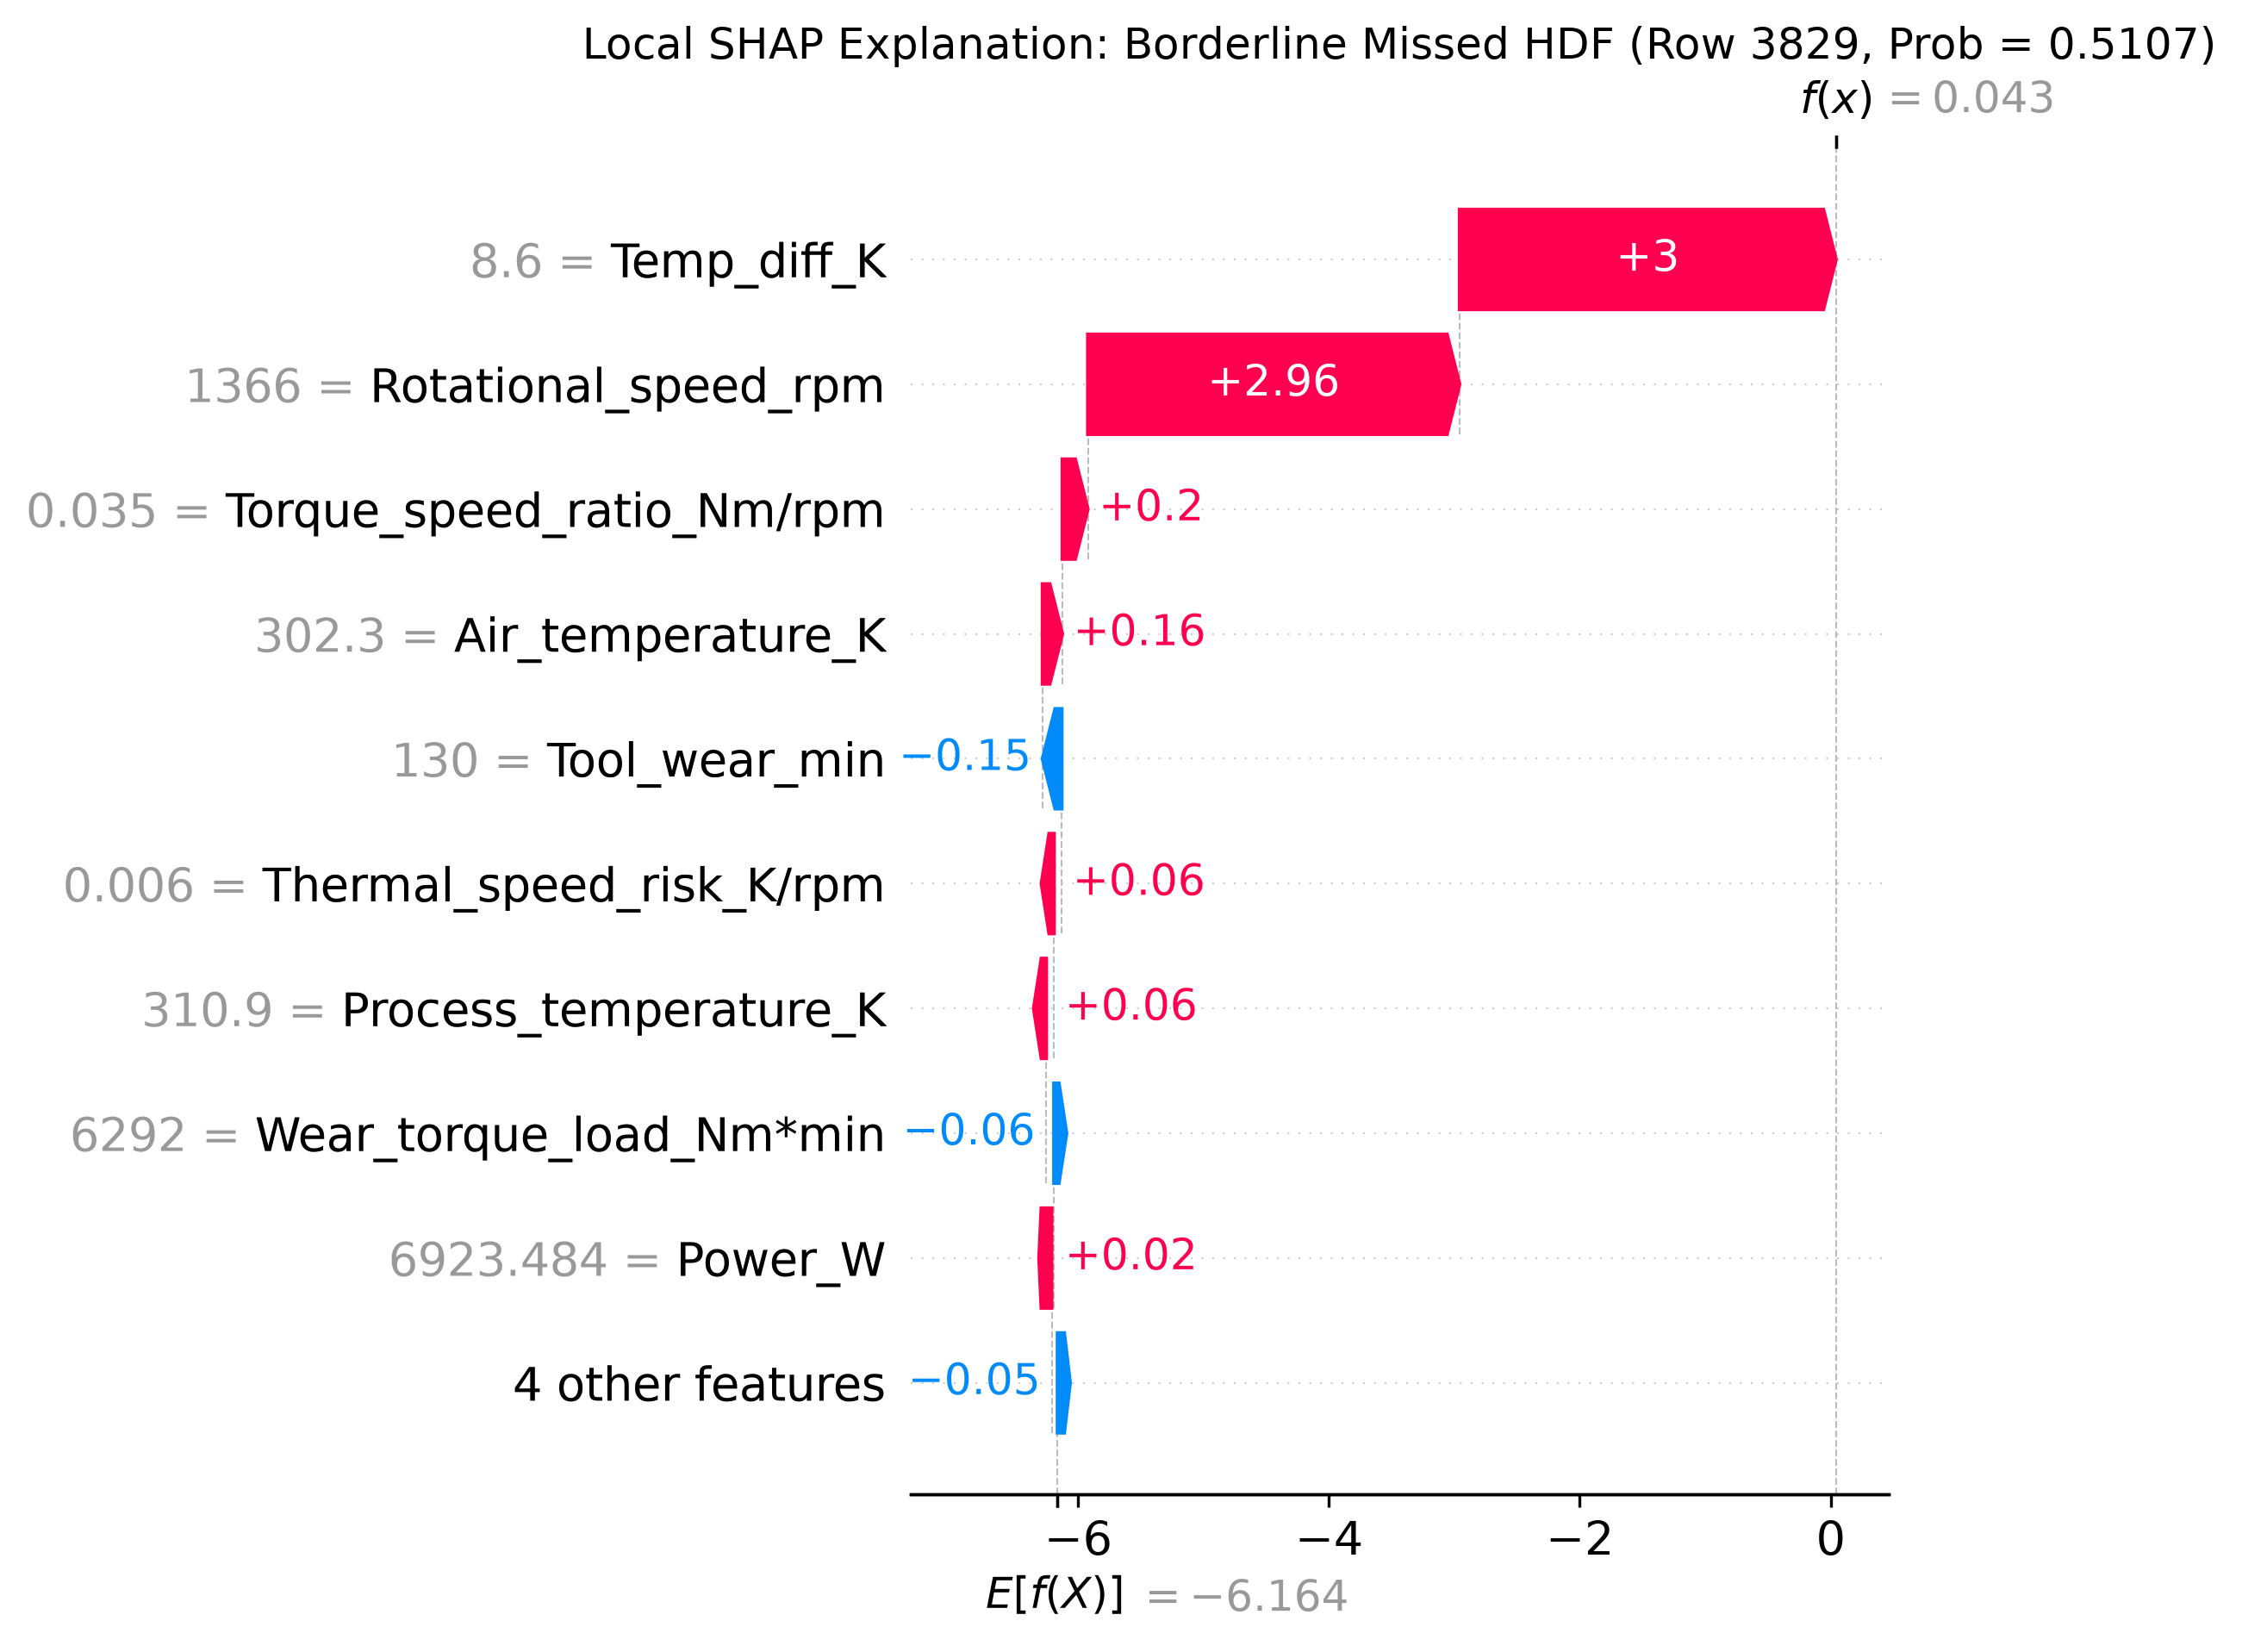 Local SHAP Explanation: Borderline Missed HDF (Row 3829, Prob = 0.5107)
f(x) = 0.043
8.6 = Temp_diff_K
+3
1366 = Rotational_speed_rpm
+2.96
0.035 = Torque_speed_ratio_Nm/rpm
+0.2
302.3 = Air_temperature_K
+0.16
130 = Tool_wear_min
−0.15
0.006 = Thermal_speed_risk_K/rpm
+0.06
310.9 = Process_temperature_K
+0.06
6292 = Wear_torque_load_Nm*min
−0.06
6923.484 = Power_W
+0.02
4 other features
−0.05
−6 −4 −2 0
E[f(X)] = −6.164